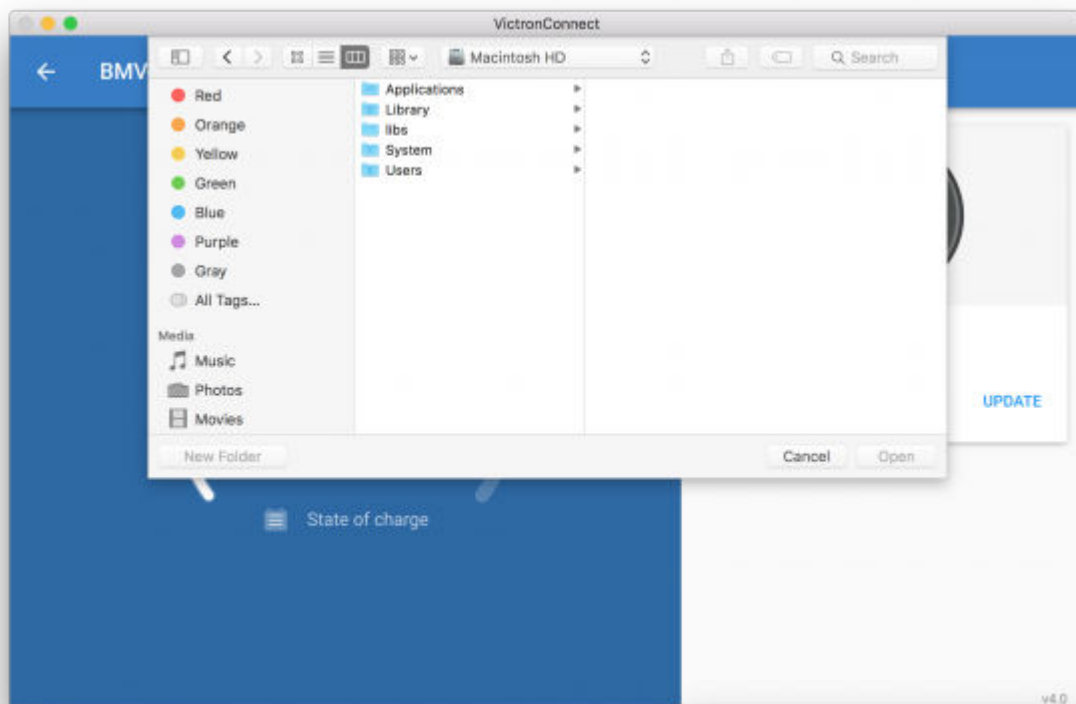 VictronConnect
BMV
Macintosh HD
Search
Red
Orange
Yellow
Green
Blue
Purple
Gray
All Tags...
Media
Music
Photos
Movies
Applications
Library
libs
System
Users
UPDATE
New Folder
Cancel
Open
State of charge
v4.0